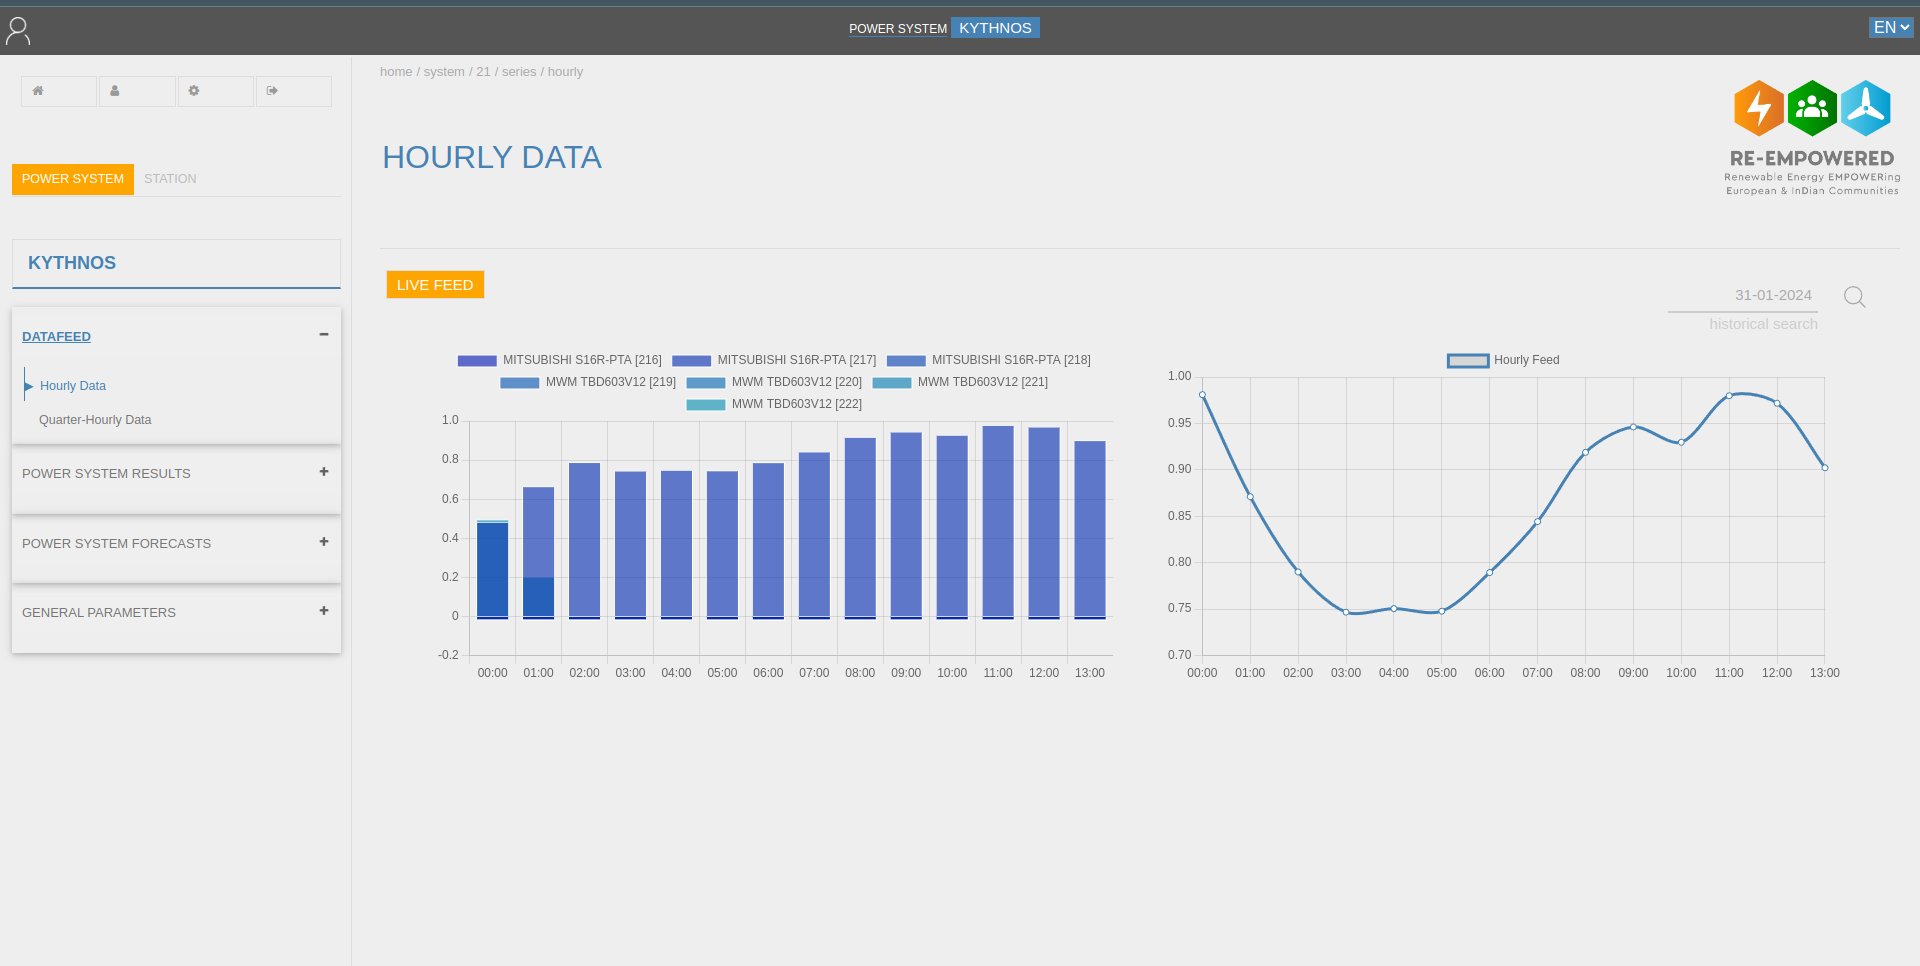 POWER SYSTEM KYTHNOS
EN
home / system / 21 / series / hourly
HOURLY DATA
RE-EMPOWERED
Renewable Energy EMPOWERing
European & InDian Communities
POWER SYSTEM STATION
KYTHNOS
DATAFEED
Hourly Data
Quarter-Hourly Data
POWER SYSTEM RESULTS
POWER SYSTEM FORECASTS
GENERAL PARAMETERS
LIVE FEED
31-01-2024
historical search
MITSUBISHI S16R-PTA [216] MITSUBISHI S16R-PTA [217] MITSUBISHI S16R-PTA [218]
MWM TBD603V12 [219] MWM TBD603V12 [220] MWM TBD603V12 [221]
MWM TBD603V12 [222]
1.0
0.8
0.6
0.4
0.2
0
-0.2
00:00 01:00 02:00 03:00 04:00 05:00 06:00 07:00 08:00 09:00 10:00 11:00 12:00 13:00
Hourly Feed
1.00
0.95
0.90
0.85
0.80
0.75
0.70
00:00 01:00 02:00 03:00 04:00 05:00 06:00 07:00 08:00 09:00 10:00 11:00 12:00 13:00